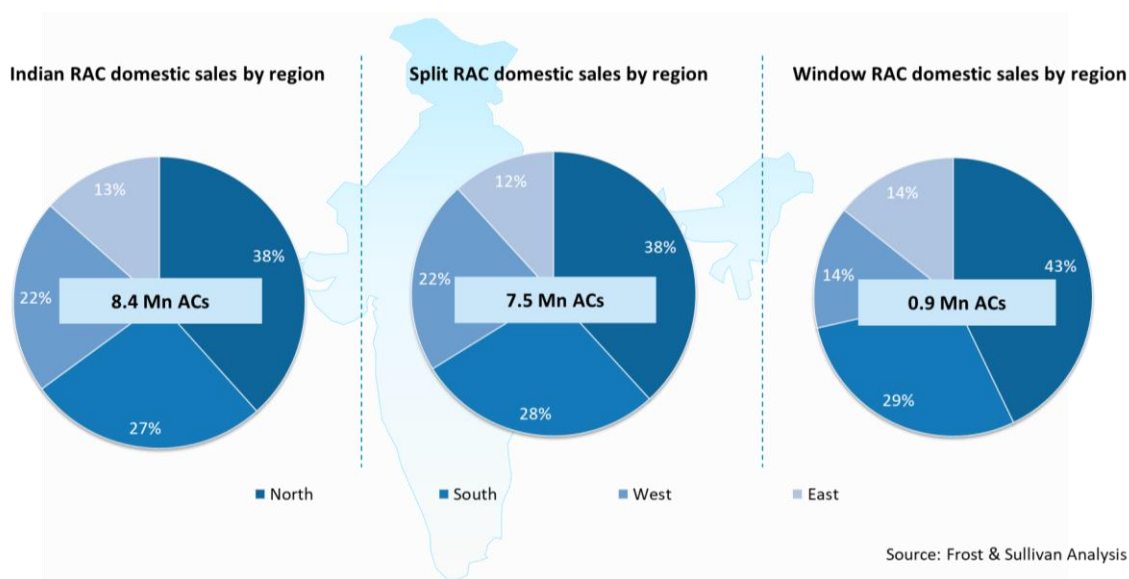 Indian RAC domestic sales by region
13%
38%
22%
8.4 Mn ACs
27%
Split RAC domestic sales by region
12%
38%
22%
7.5 Mn ACs
28%
Window RAC domestic sales by region
14%
43%
14%
0.9 Mn ACs
29%
North
South
West
East
Source: Frost & Sullivan Analysis